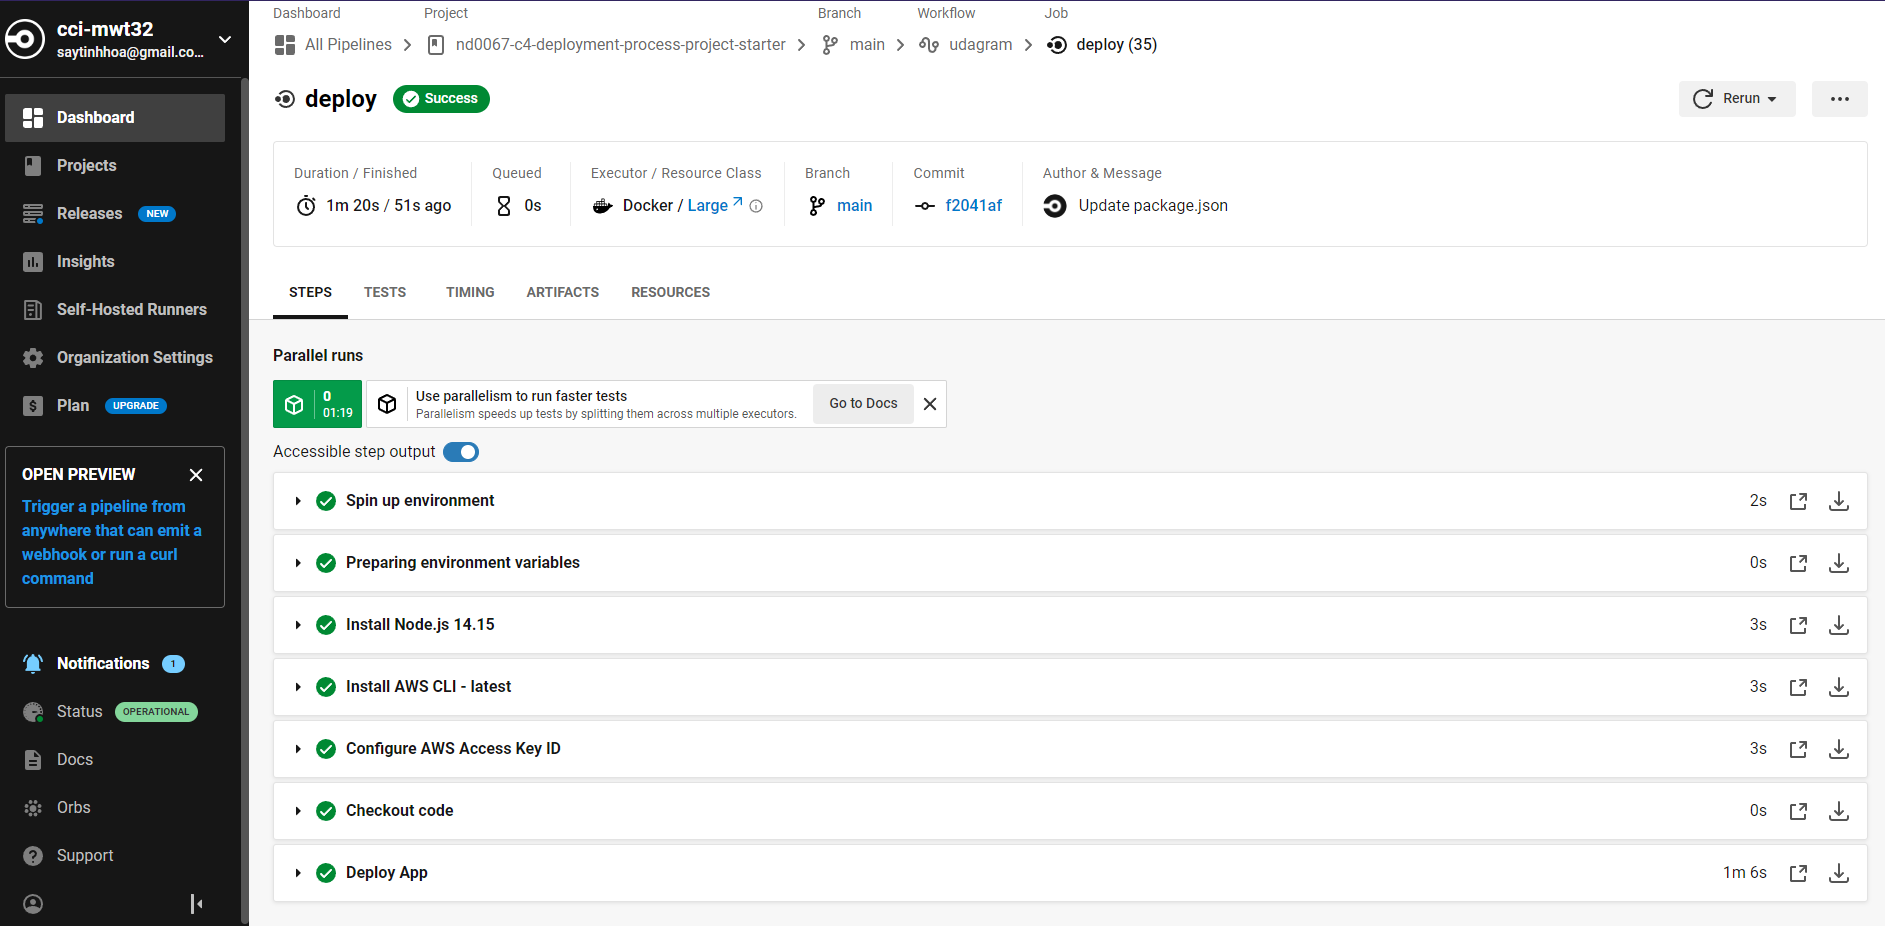 cci-mwt32
saytinhhoa@gmail.co...
Dashboard
Projects
Releases NEW
Insights
Self-Hosted Runners
Organization Settings
Plan UPGRADE
OPEN PREVIEW
Trigger a pipeline from
anywhere that can emit a
webhook or run a curl
command
Notifications 1
Status OPERATIONAL
Docs
Orbs
Support
Dashboard Project Branch Workflow Job
All Pipelines nd0067-c4-deployment-process-project-starter main udagram deploy (35)
deploy Success Rerun
Duration / Finished Queued Executor / Resource Class Branch Commit Author & Message
1m 20s / 51s ago 0s Docker / Large main f2041af Update package.json
STEPS TESTS TIMING ARTIFACTS RESOURCES
Parallel runs
0
01:19
Use parallelism to run faster tests
Parallelism speeds up tests by splitting them across multiple executors.
Go to Docs
Accessible step output
Spin up environment 2s
Preparing environment variables 0s
Install Node.js 14.15 3s
Install AWS CLI - latest 3s
Configure AWS Access Key ID 3s
Checkout code 0s
Deploy App 1m 6s